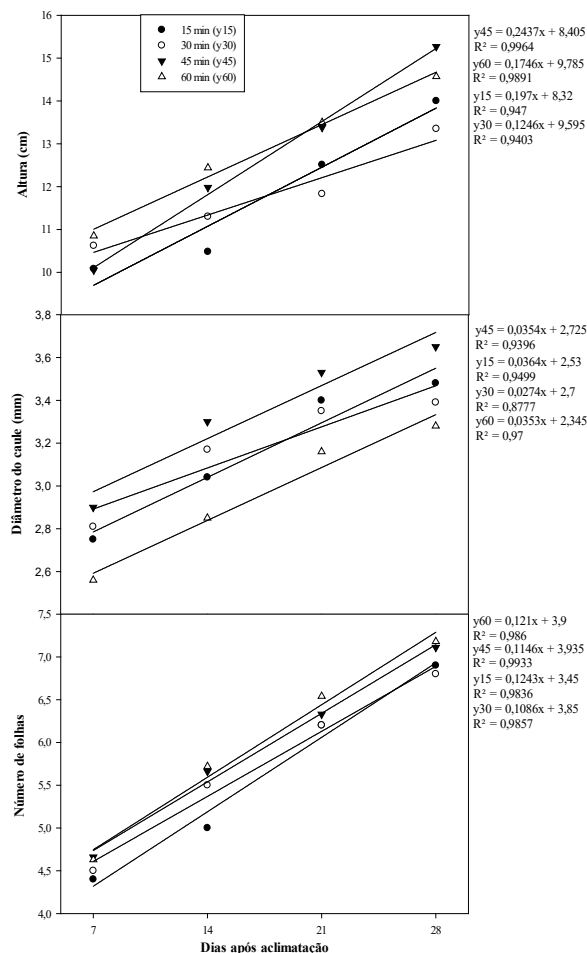 15 min (y15)
30 min (y30)
45 min (y45)
60 min (y60)
16
15
14
13
12
11
10
9
Altura (cm)
y45 = 0,2437x + 8,405
R² = 0,9964
y60 = 0,1746x + 9,785
R² = 0,9891
y15 = 0,197x + 8,32
R² = 0,947
y30 = 0,1246x + 9,595
R² = 0,9403
3,8
3,6
3,4
3,2
3,0
2,8
2,6
Diâmetro do caule (mm)
y45 = 0,0354x + 2,725
R² = 0,9396
y15 = 0,0364x + 2,53
R² = 0,9499
y30 = 0,0274x + 2,7
R² = 0,8777
y60 = 0,0353x + 2,345
R² = 0,97
7,5
7,0
6,5
6,0
5,5
5,0
4,5
4,0
Número de folhas
y60 = 0,121x + 3,9
R² = 0,986
y45 = 0,1146x + 3,935
R² = 0,9933
y15 = 0,1243x + 3,45
R² = 0,9836
y30 = 0,1086x + 3,85
R² = 0,9857
7 14 21 28
Dias após aclimatação